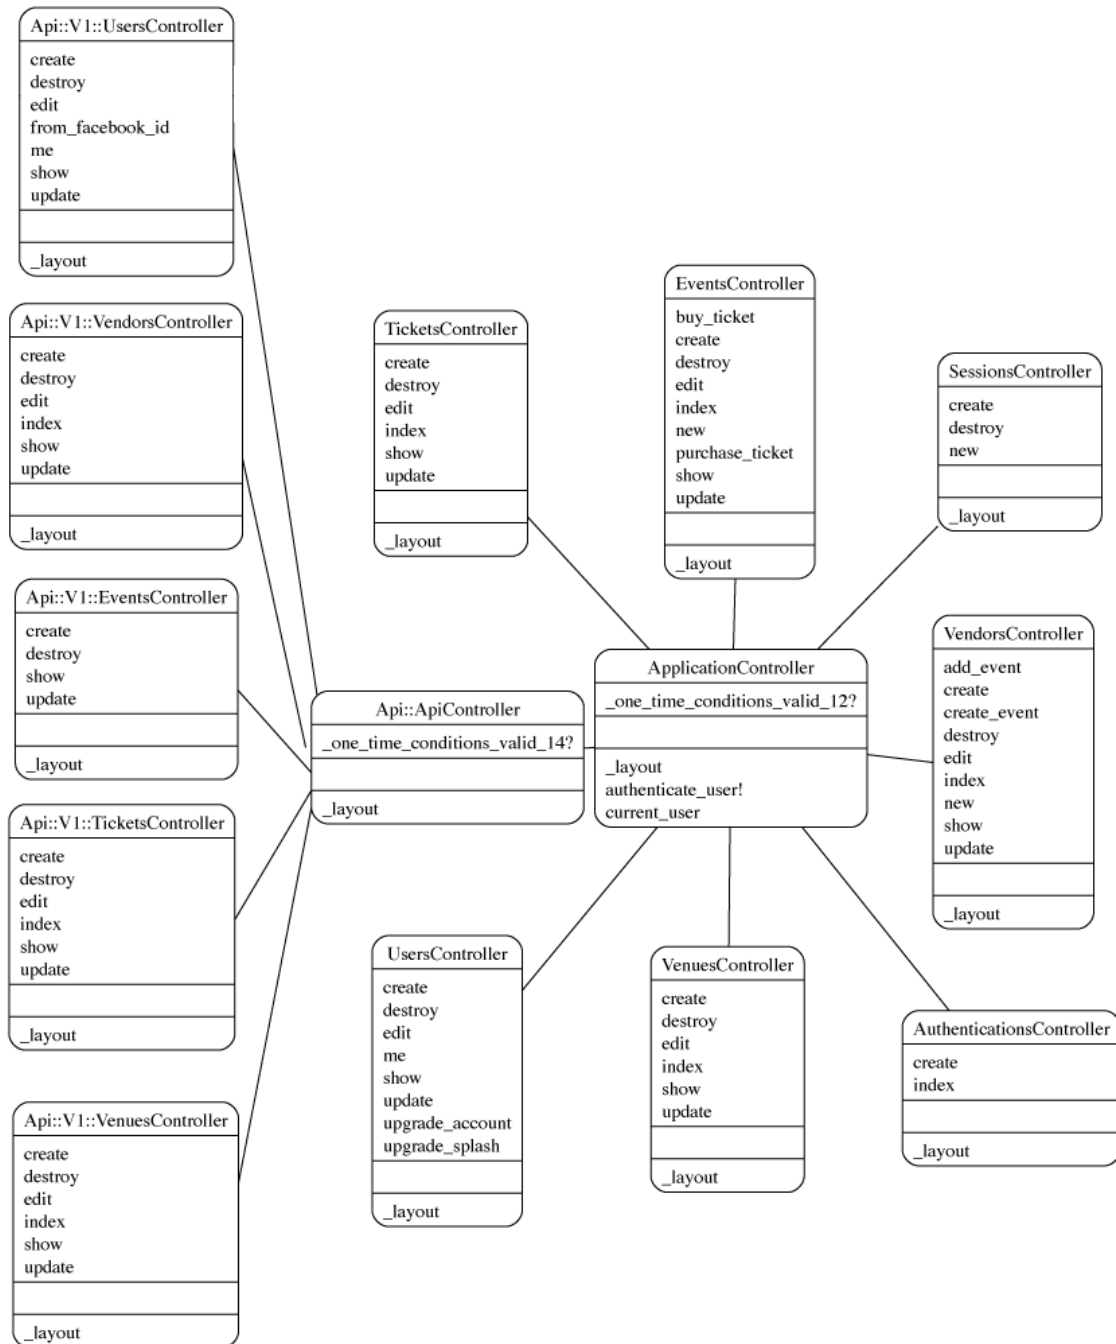 Api::V1::UsersController
create
destroy
edit
from_facebook_id
me
show
update
_layout
Api::V1::VendorsController
create
destroy
edit
index
show
update
_layout
Api::V1::EventsController
create
destroy
show
update
_layout
Api::V1::TicketsController
create
destroy
edit
index
show
update
_layout
Api::V1::VenuesController
create
destroy
edit
index
show
update
_layout
TicketsController
create
destroy
edit
index
show
update
_layout
EventsController
buy_ticket
create
destroy
edit
index
new
purchase_ticket
show
update
_layout
SessionsController
create
destroy
new
_layout
Api::ApiController
_one_time_conditions_valid_14?
_layout
ApplicationController
_one_time_conditions_valid_12?
_layout
authenticate_user!
current_user
VendorsController
add_event
create
create_event
destroy
edit
index
new
show
update
_layout
UsersController
create
destroy
edit
me
show
update
upgrade_account
upgrade_splash
_layout
VenuesController
create
destroy
edit
index
show
update
_layout
AuthenticationsController
create
index
_layout